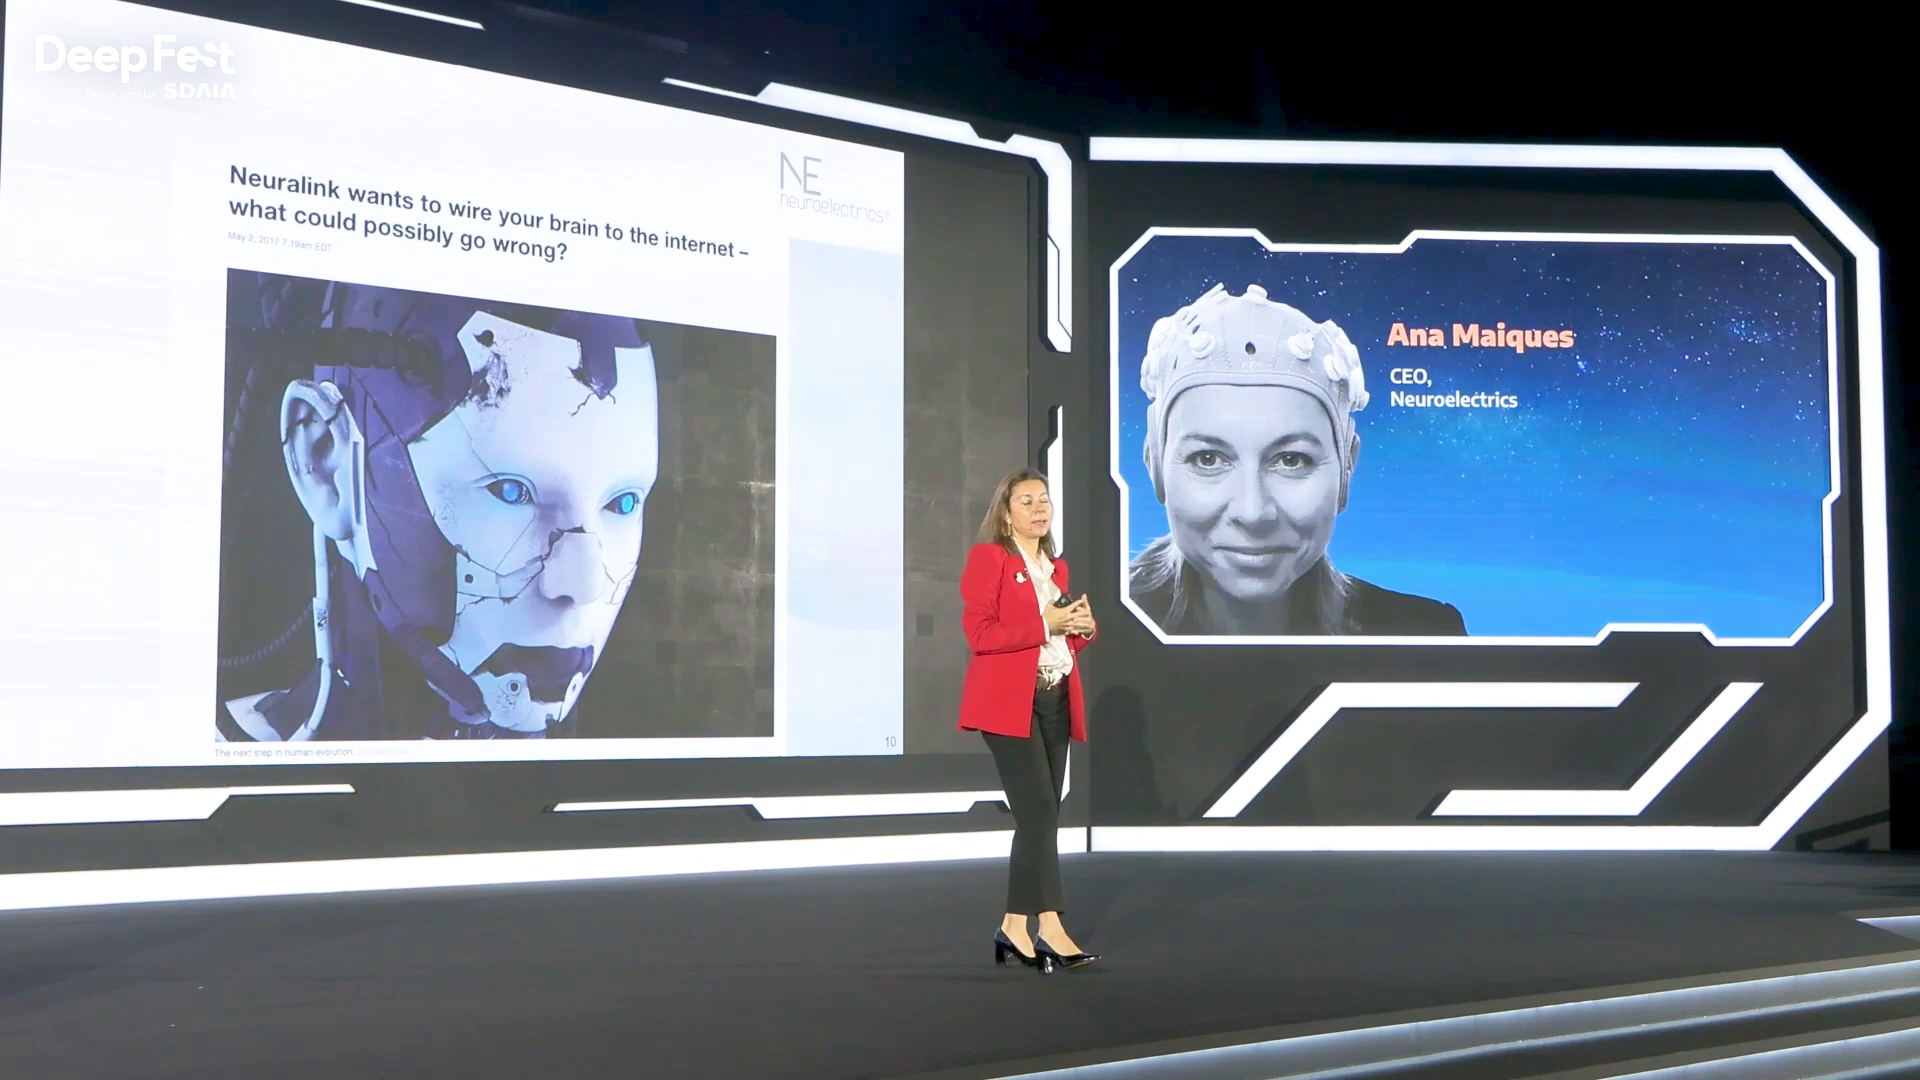 DeepFest
Powered by SDAIA
Neuralink wants to wire your brain to the internet –
what could possibly go wrong?
May 2, 2017 7.19am EDT
NE
neuroelectrics®
The next step in human evolution.
10
Ana Maiques
CEO,
Neuroelectrics